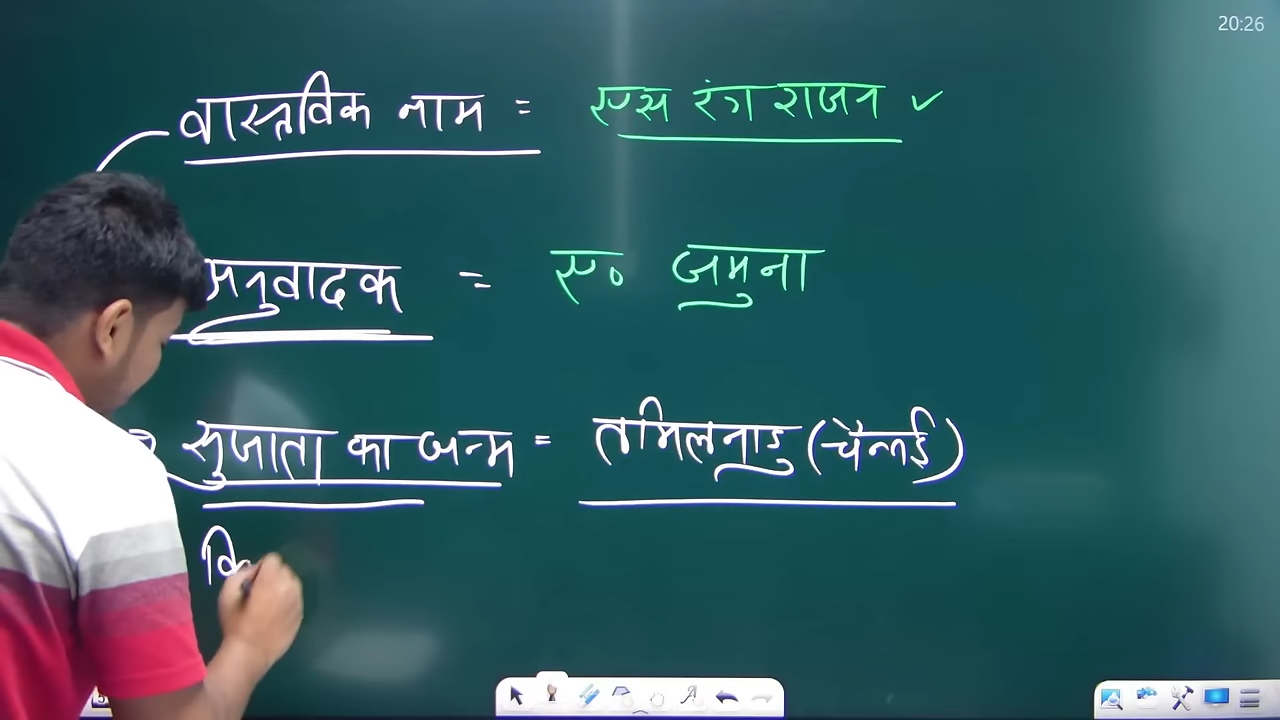 20:26
वास्तविक नाम = एस रंगराजन
अनुवादक = ए० जमुना
सुजाता का जन्म = तमिलनाडु (चेन्नई)